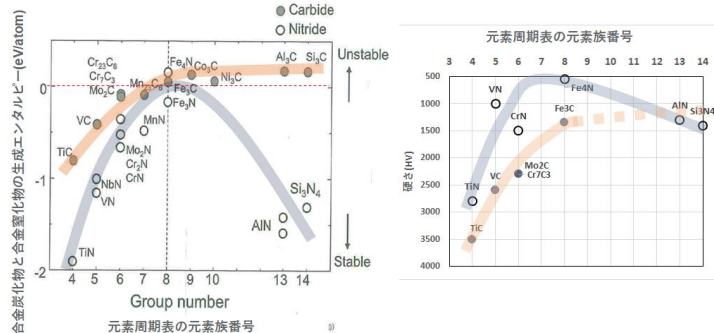 Carbide
Nitride
合金炭化物と合金窒化物の生成エンタルピー(eV/atom)
1
0
-1
-2
Cr23C6
Cr7C3
Mo2C
VC
TiC
Fe4N
Co3C
Mn23C6
Fe3C
Ni3C
Al3C
Si3C
Unstable
Fe3N
MnN
Mo2N
Cr2N
CrN
NbN
VN
TiN
Si3N4
AlN
Stable
4 5 6 7 8 9 10 13 14
Group number
元素周期表の元素族番号
元素周期表の元素族番号
3 4 5 6 7 8 9 10 11 12 13 14
500
1000
1500
2000
2500
3000
3500
4000
硬さ(HV)
VN
Fe4N
CrN
Fe3C
AlN
Si3N4
TiN
VC
Mo2C
Cr7C3
TiC